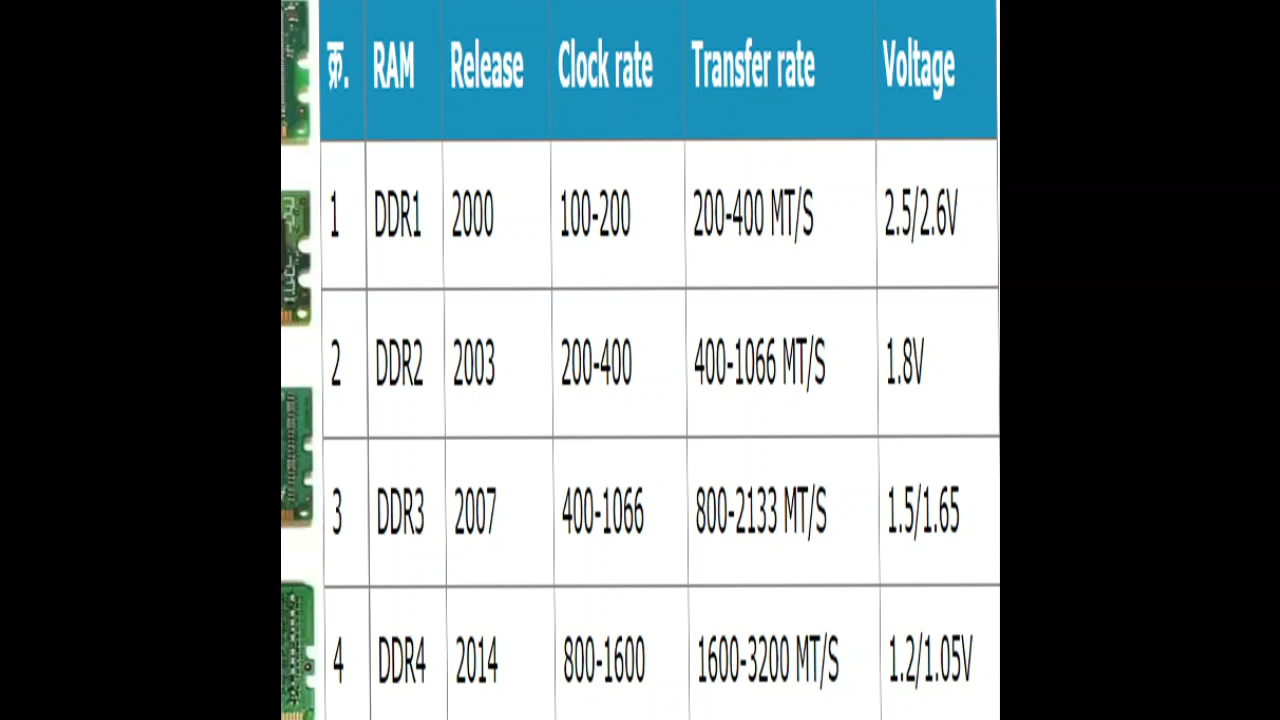 क्र. RAM Release Clock rate Transfer rate Voltage
1 DDR1 2000 100-200 200-400 MT/S 2.5/2.6V
2 DDR2 2003 200-400 400-1066 MT/S 1.8V
3 DDR3 2007 400-1066 800-2133 MT/S 1.5/1.65
4 DDR4 2014 800-1600 1600-3200 MT/S 1.2/1.05V